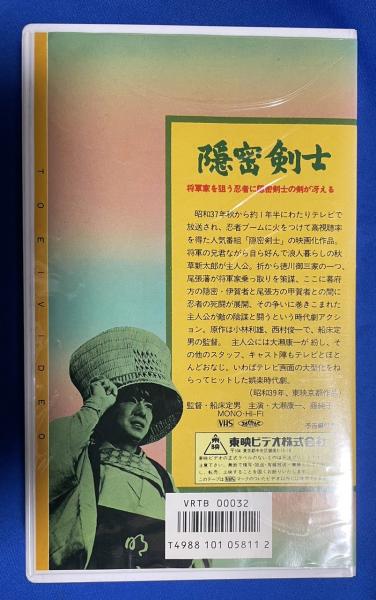 隠密剣士
将軍家を狙う忍者に隠密剣士の剣が冴える
昭和37年秋から約1年半にわたりテレビで
放送され、忍者ブームに火をつけて高視聴率
を得た人気番組「隠密剣士」の映画化作品。
将軍の兄君ながら自ら好んで浪人暮らしの秋
草新太郎が主人公。折から徳川御三家の一つ、
尾張藩が将軍家乗っ取りを策謀、ここに幕府
方の隠密・伊賀者と尾張方の甲賀者との間に
忍者の死闘が展開、その争いに巻きこまれた
主人公が敵の陰謀と闘うという時代劇アク
ション。原作は小林利雄、西村俊一で、船床定
男の監督。 主人公には大瀬康一が扮し、そ
の他のスタッフ、キャスト陣もテレビとほと
んどおなじ。いわばテレビ画面の大型化をね
らってヒットした娯楽時代劇。
(昭和39年、東映京都作品)
監督・船床定男 主演・大瀬康一、藤純子
MONO・Hi-Fi
VHS
東映
東映ビデオ株式会社
TOEI VIDEO
VRTB 00032
T4988 101 05811 2